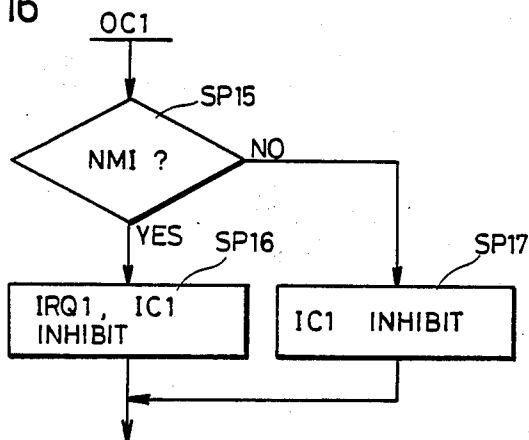 16
OC1
SP15
NMI ?
NO
YES
SP16
SP17
IRQ1, IC1
INHIBIT
IC1 INHIBIT